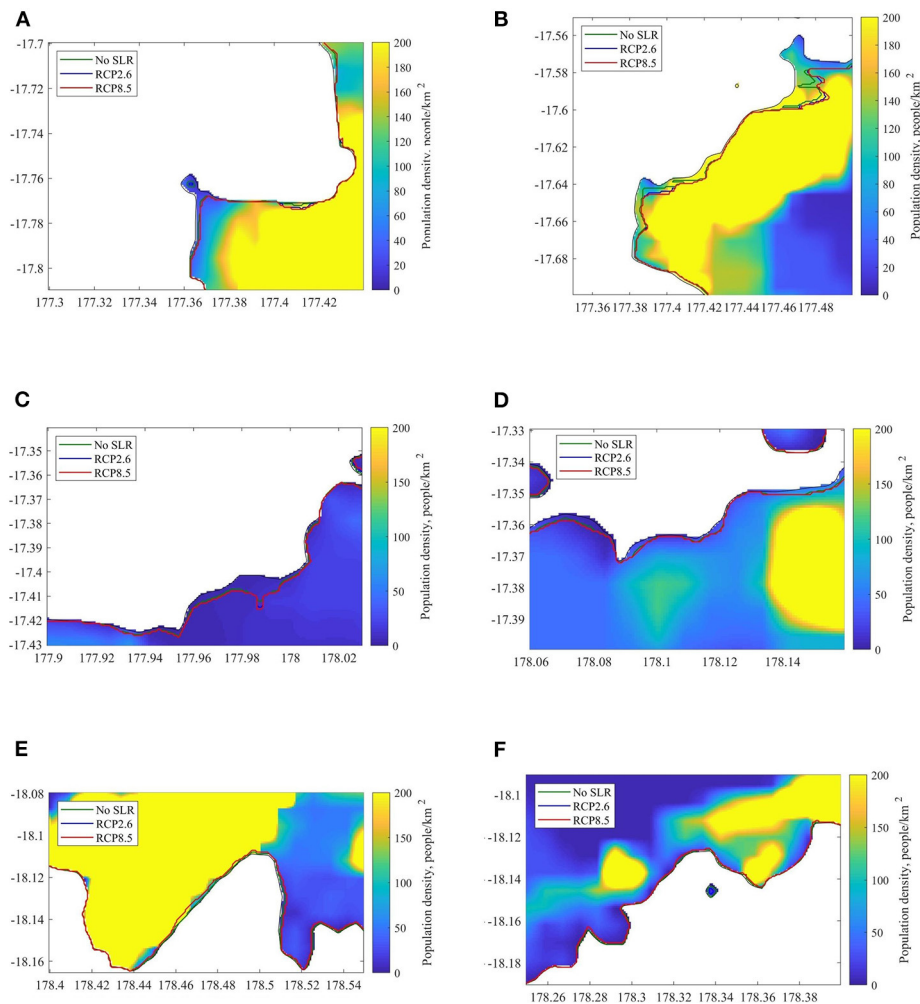 A
-17.7
-17.72
-17.74
-17.76
-17.78
-17.8
No SLR
RCP2.6
RCP8.5
177.3 177.32 177.34 177.36 177.38 177.4 177.42
200
180
160
140
120
100
80
60
40
20
0
Population density, people/km 2
B
-17.56
-17.58
-17.6
-17.62
-17.64
-17.66
-17.68
No SLR
RCP2.6
RCP8.5
177.36 177.38 177.4 177.42 177.44 177.46 177.48
200
180
160
140
120
100
80
60
40
20
0
Population density, people/km 2
C
-17.35
-17.36
-17.37
-17.38
-17.39
-17.4
-17.41
-17.42
-17.43
No SLR
RCP2.6
RCP8.5
177.9 177.92 177.94 177.96 177.98 178 178.02
200
150
100
50
0
Population density, people/km 2
D
-17.33
-17.34
-17.35
-17.36
-17.37
-17.38
-17.39
No SLR
RCP2.6
RCP8.5
178.06 178.08 178.1 178.12 178.14
200
150
100
50
0
Population density, people/km 2
E
-18.08
-18.1
-18.12
-18.14
-18.16
No SLR
RCP2.6
RCP8.5
178.4 178.42 178.44 178.46 178.48 178.5 178.52 178.54
200
150
100
50
0
Population density, people/km 2
F
-18.1
-18.12
-18.14
-18.16
-18.18
No SLR
RCP2.6
RCP8.5
178.26 178.28 178.3 178.32 178.34 178.36 178.38
200
150
100
50
0
Population density, people/km 2